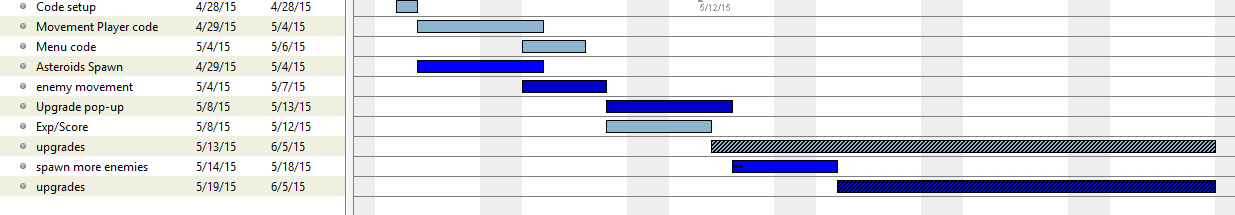 Code setup 4/28/15 4/28/15
5/12/15
Movement Player code 4/29/15 5/4/15
Menu code 5/4/15 5/6/15
Asteroids Spawn 4/29/15 5/4/15
enemy movement 5/4/15 5/7/15
Upgrade pop-up 5/8/15 5/13/15
Exp/Score 5/8/15 5/12/15
upgrades 5/13/15 6/5/15
spawn more enemies 5/14/15 5/18/15
upgrades 5/19/15 6/5/15